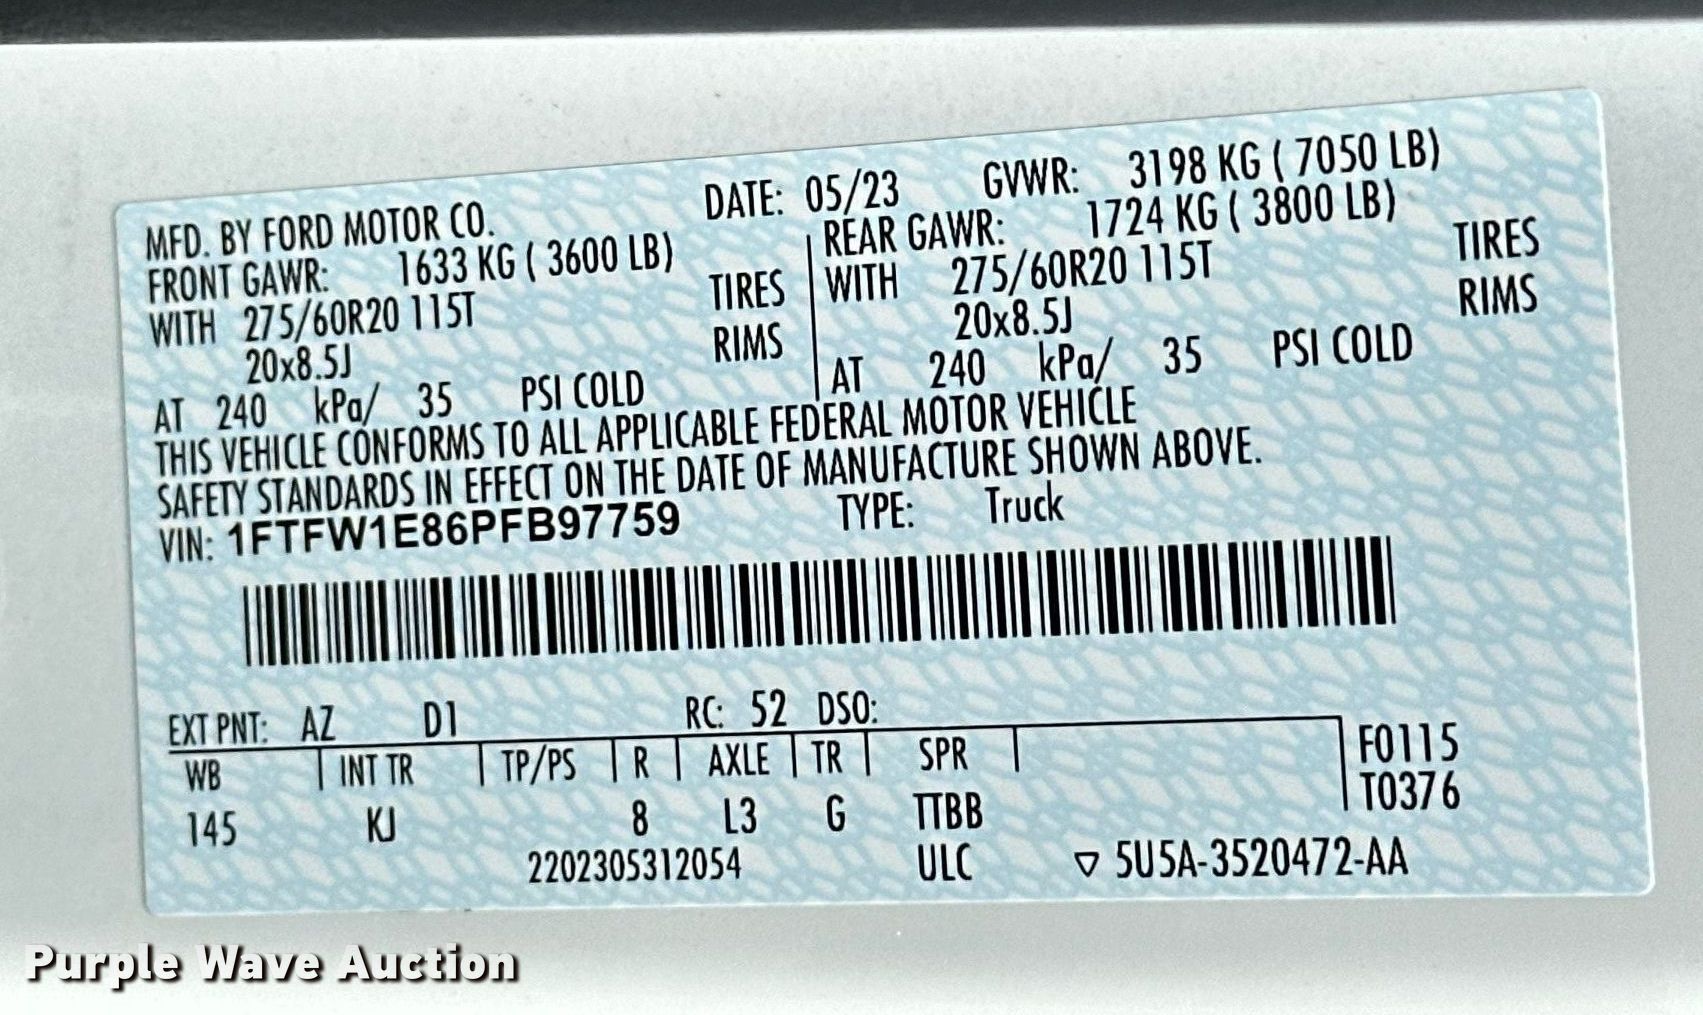 MFD. BY FORD MOTOR CO. DATE: 05/23 GVWR: 3198 KG ( 7050 LB)
FRONT GAWR: 1633 KG ( 3600 LB) REAR GAWR: 1724 KG ( 3800 LB)
WITH 275/60R20 115T TIRES WITH 275/60R20 115T TIRES
20x8.5J RIMS 20x8.5J RIMS
AT 240 kPa/ 35 PSI COLD AT 240 kPa/ 35 PSI COLD
THIS VEHICLE CONFORMS TO ALL APPLICABLE FEDERAL MOTOR VEHICLE
SAFETY STANDARDS IN EFFECT ON THE DATE OF MANUFACTURE SHOWN ABOVE.
VIN: 1FTFW1E86PFB97759 TYPE: Truck
EXT PNT: AZ D1 RC: 52 DSO:
WB INT TR TP/PS R AXLE TR SPR F0115
145 KJ 8 L3 G TTBB T0376
2202305312054 ULC ▽ 5U5A-3520472-AA
Purple Wave Auction